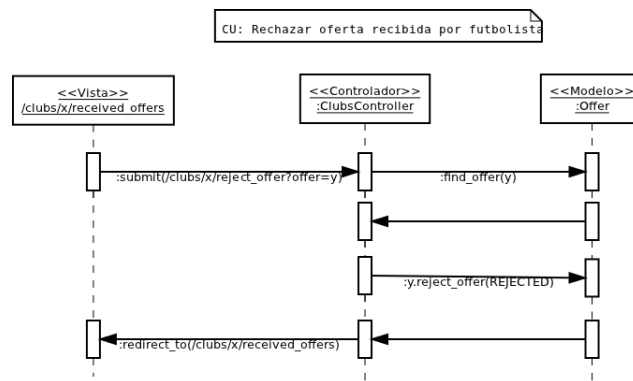 CU: Rechazar oferta recibida por futbolista
<<Vista>>
/clubs/x/received_offers
<<Controlador>>
:ClubsController
<<Modelo>>
:Offer
:submit(/clubs/x/reject_offer?offer=y)
:find_offer(y)
:y.reject_offer(REJECTED)
:redirect_to(/clubs/x/received_offers)